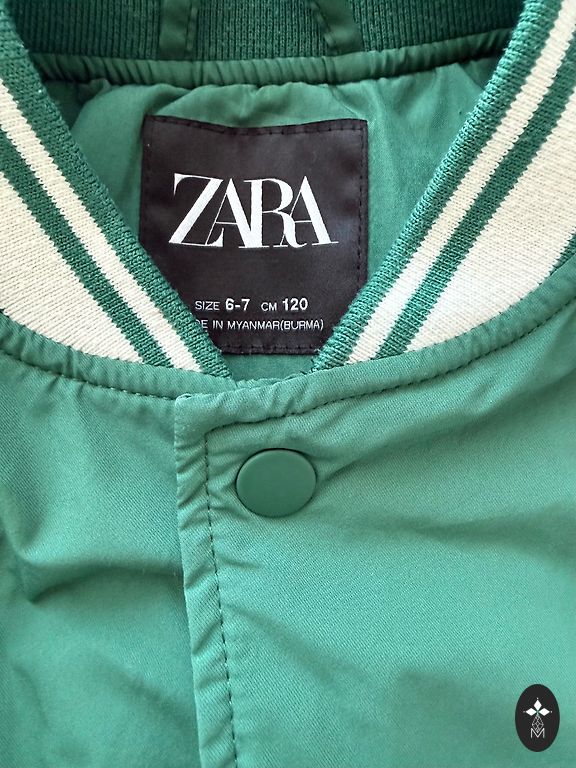 ZARA
SIZE 6-7 CM 120
IN MYANMAR(BURMA)
M